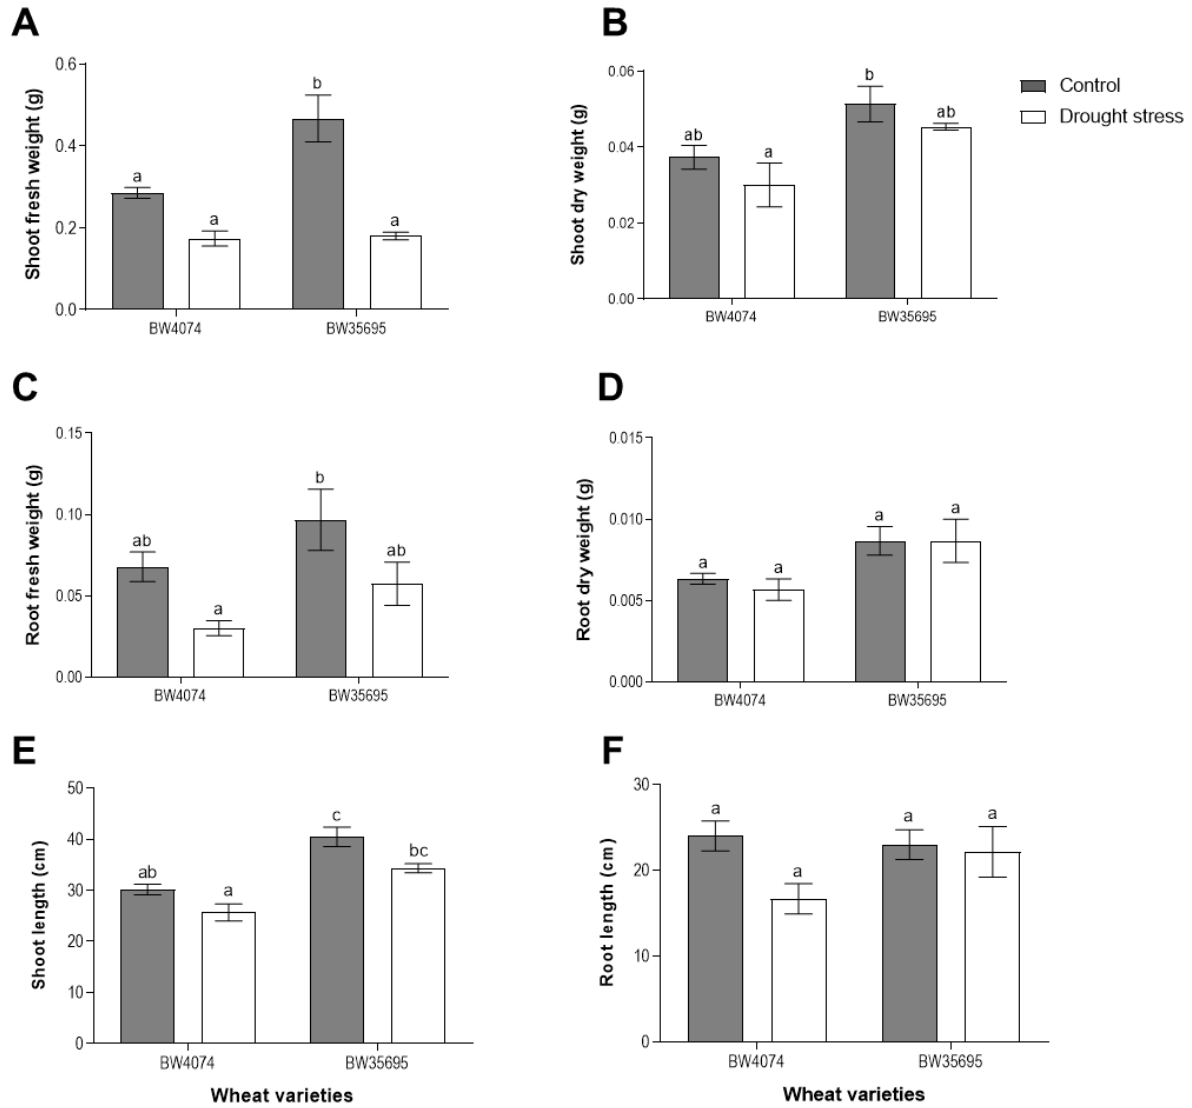 A
Shoot fresh weight (g)
0.6
0.4
0.2
0.0
a
a
b
a
BW4074
BW35695
B
Shoot dry weight (g)
0.06
0.04
0.02
0.00
ab
a
b
ab
BW4074
BW35695
Control
Drought stress
C
Root fresh weight (g)
0.15
0.10
0.05
0.00
ab
a
b
ab
BW4074
BW35695
D
Root dry weight (g)
0.015
0.010
0.005
0.000
a
a
a
a
BW4074
BW35695
E
Shoot length (cm)
50
40
30
20
10
0
ab
a
c
bc
BW4074
BW35695
Wheat varieties
F
Root length (cm)
30
20
10
0
a
a
a
a
BW4074
BW35695
Wheat varieties